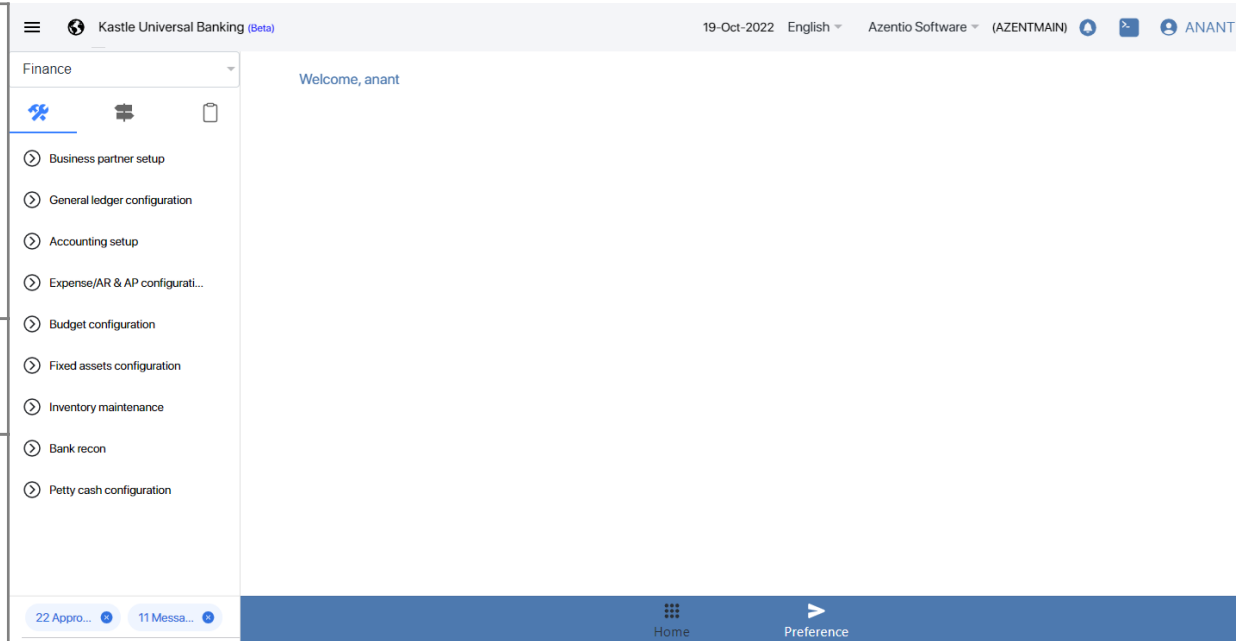 Kastle Universal Banking (Beta)
19-Oct-2022 English Azentio Software (AZENTMAIN) ANANT
Finance
Welcome, anant
Business partner setup
General ledger configuration
Accounting setup
Expense/AR & AP configurati...
Budget configuration
Fixed assets configuration
Inventory maintenance
Bank recon
Petty cash configuration
22 Appro... 11 Messa...
Home Preference